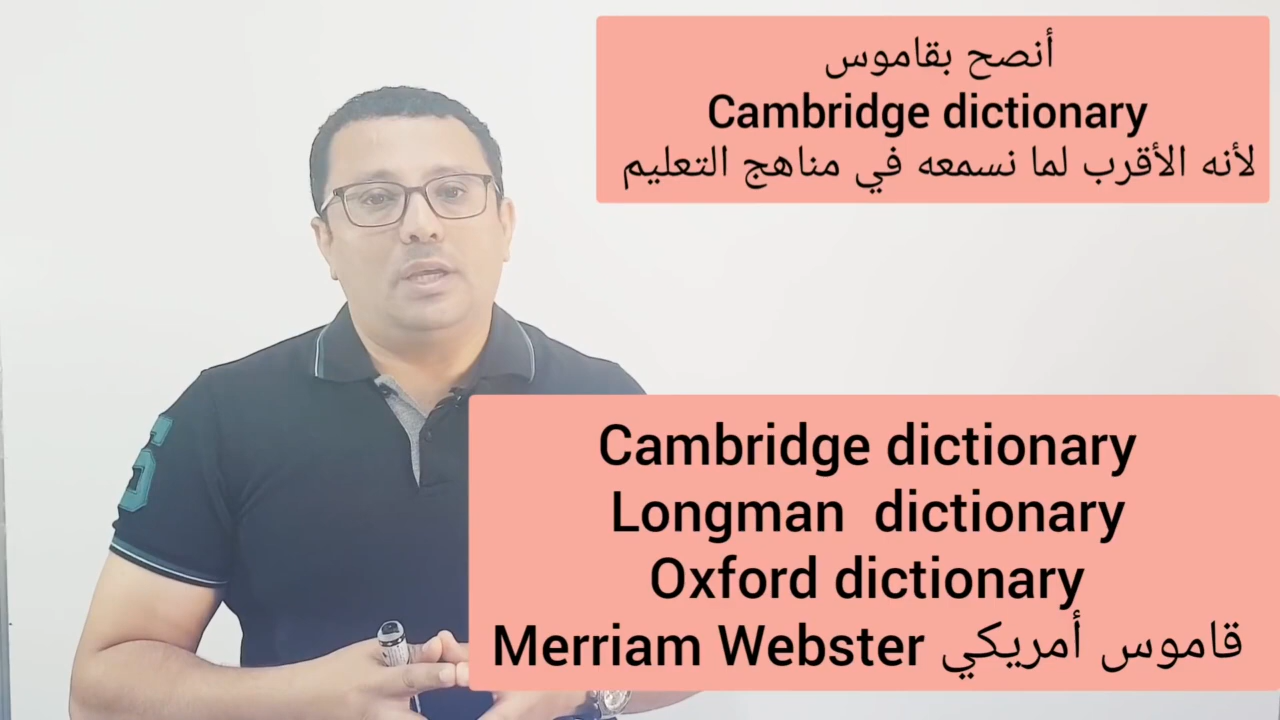 أنصح بقاموس
Cambridge dictionary
لأنه الأقرب لما نسمعه في مناهج التعليم
Cambridge dictionary
Longman dictionary
Oxford dictionary
Merriam Webster قاموس أمريكي